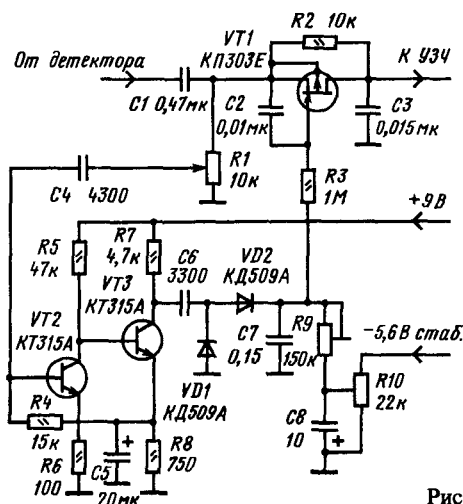 R2 10к
VT1
КП303Е
От детектора
К УЗЧ
C1 0,47мк
C2
0,01мк
C3
0,015мк
R1
10к
C4
4300
R3
1М
+9В
R5
47к
R7
4,7к
C6
3300
VD2
КД509А
VT3
КТ315А
VT2
КТ315А
C7
0,15
R9
150к
-5,6В стаб.
R10
22к
VD1
КД509А
R4
15к
C8
10
+
R6
100
C5
20мк
+
R8
750
Рис